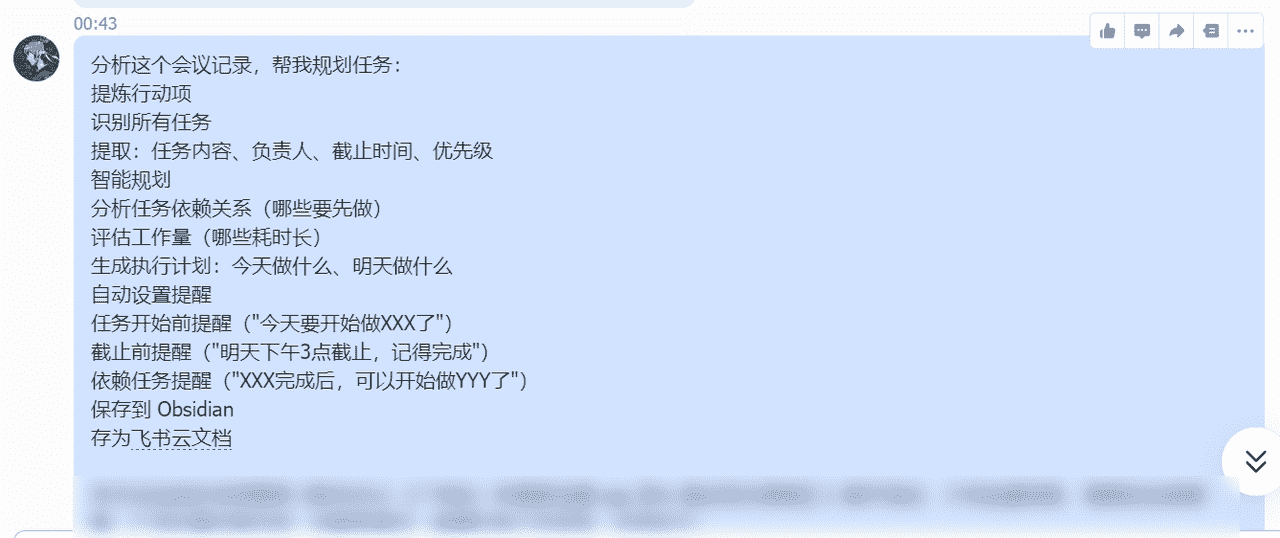 00:43
分析这个会议记录，帮我规划任务：
提炼行动项
识别所有任务
提取：任务内容、负责人、截止时间、优先级
智能规划
分析任务依赖关系（哪些要先做）
评估工作量（哪些耗时长）
生成执行计划：今天做什么、明天做什么
自动设置提醒
任务开始前提醒（"今天要开始做XXX了"）
截止前提醒（"明天下午3点截止，记得完成"）
依赖任务提醒（"XXX完成后，可以开始做YYY了"）
保存到 Obsidian
存为飞书云文档